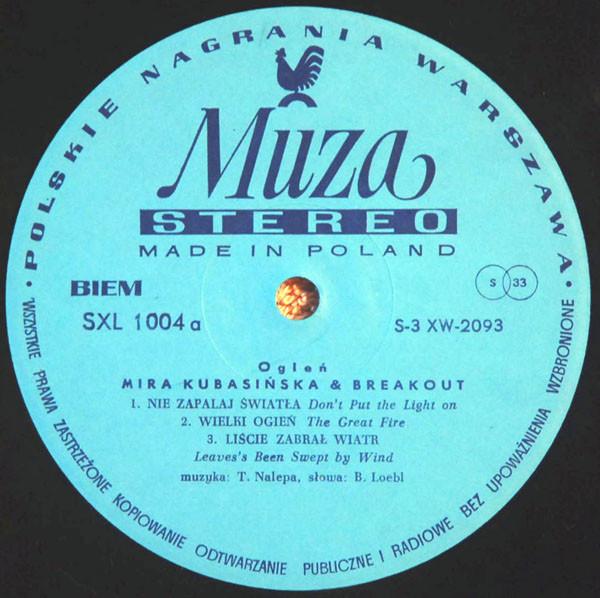 POLSKIE NAGRANIA WARSZAWA
Muza
STEREO
MADE IN POLAND
BIEM
S 33
SXL 1004 a
S-3 XW-2093
Ogień
MIRA KUBASIŃSKA & BREAKOUT
1. NIE ZAPALAJ ŚWIATŁA Don't Put the Light on
2. WIELKI OGIEŃ The Great Fire
3. LIŚCIE ZABRAŁ WIATR
Leaves's Been Swept by Wind
muzyka: T. Nalepa, słowa: B. Loebl
WSZYSTKIE PRAWA ZASTRZEŻONE KOPIOWANIE ODTWARZANIE PUBLICZNE I RADIOWE BEZ UPOWAŻNIENIA WZBRONIONE